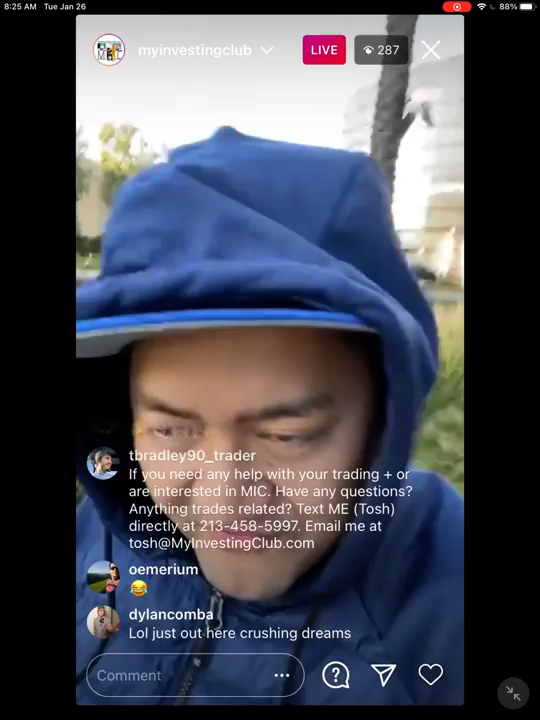 8:25 AM Tue Jan 26
88%
myinvestingclub
LIVE
287
tbradley90_trader
If you need any help with your trading + or
are interested in MIC. Have any questions?
Anything trades related? Text ME (Tosh)
directly at 213-458-5997. Email me at
tosh@MyInvestingClub.com
oemerium
😂
dylancomba
Lol just out here crushing dreams
Comment